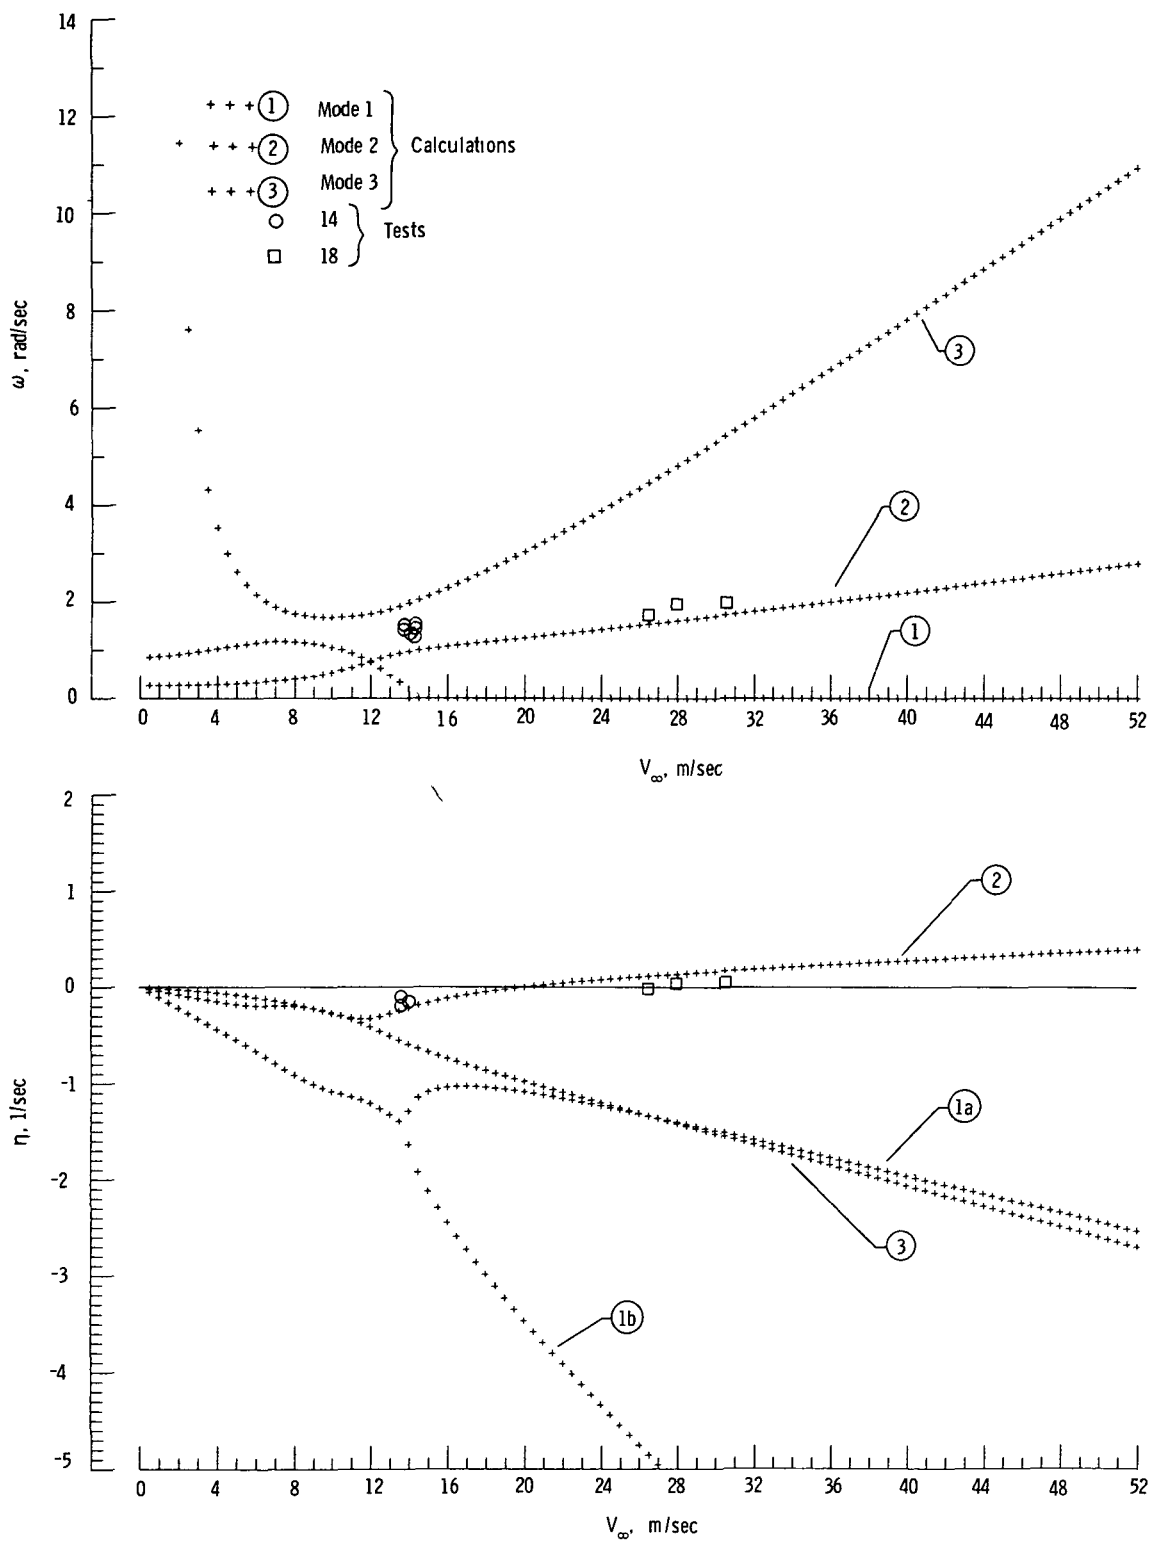 14
12
10
8
6
4
2
0
ω, rad/sec
+ + + 1 Mode 1
+ + + + 2 Mode 2
+ + + 3 Mode 3
Calculations
14
18
Tests
3
2
1
0 4 8 12 16 20 24 28 32 36 40 44 48 52
V∞, m/sec
2
1
0
-1
-2
-3
-4
-5
η, 1/sec
2
1a
3
1b
0 4 8 12 16 20 24 28 32 36 40 44 48 52
V∞, m/sec